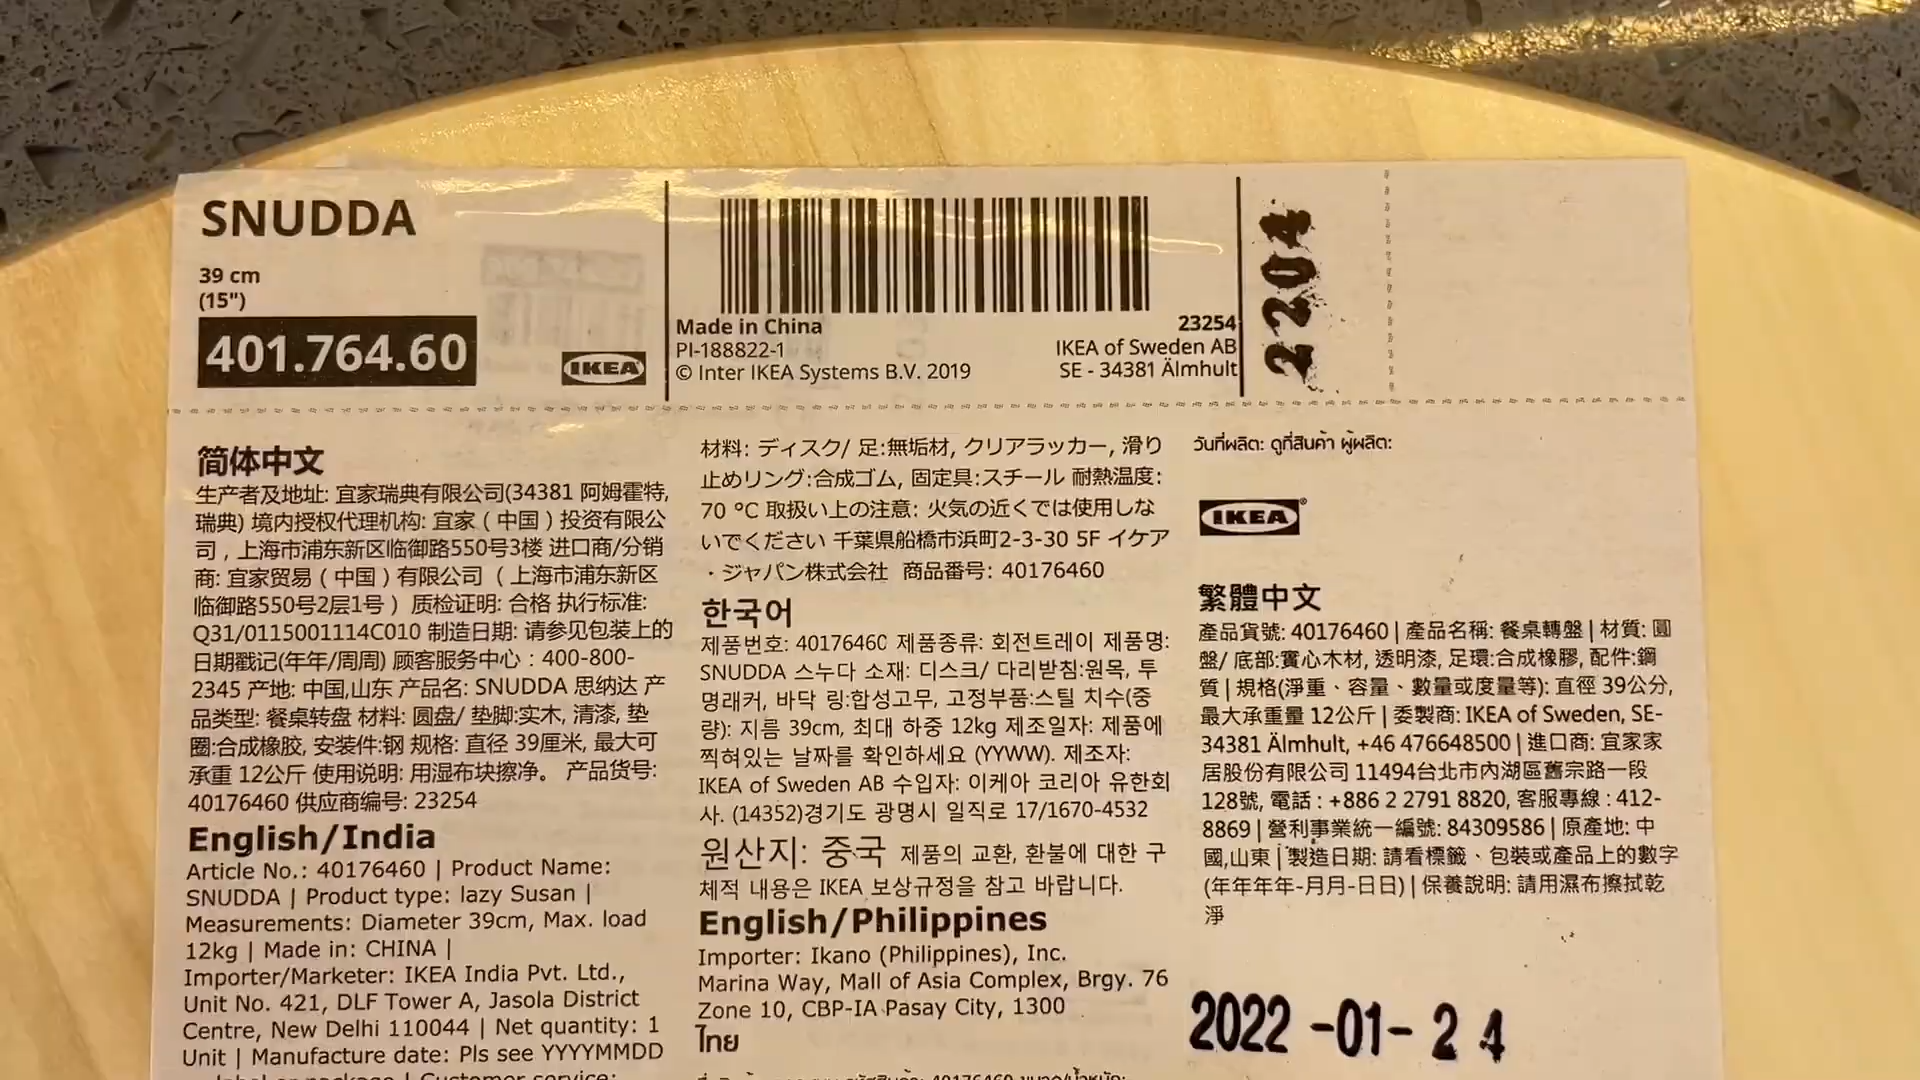 SNUDDA
39 cm
(15")
401.764.60
IKEA
Made in China
PI-188822-1
© Inter IKEA Systems B.V. 2019
23254
IKEA of Sweden AB
SE - 34381 Älmhult
2204
简体中文
生产者及地址: 宜家瑞典有限公司(34381 阿姆霍特,
瑞典) 境内授权代理机构: 宜家（中国）投资有限公
司，上海市浦东新区临御路550号3楼 进口商/分销
商: 宜家贸易（中国）有限公司（上海市浦东新区
临御路550号2层1号）质检证明: 合格 执行标准:
Q31/0115001114C010 制造日期: 请参见包装上的
日期戳记(年年/周周) 顾客服务中心：400-800-
2345 产地: 中国,山东 产品名: SNUDDA 思纳达 产
品类型: 餐桌转盘 材料: 圆盘/ 垫脚:实木, 清漆, 垫
圈:合成橡胶, 安装件:钢 规格: 直径 39厘米, 最大可
承重 12公斤 使用说明: 用湿布块擦净。 产品货号:
40176460 供应商编号: 23254
English/India
Article No.: 40176460 | Product Name:
SNUDDA | Product type: lazy Susan |
Measurements: Diameter 39cm, Max. load
12kg | Made in: CHINA |
Importer/Marketer: IKEA India Pvt. Ltd.,
Unit No. 421, DLF Tower A, Jasola District
Centre, New Delhi 110044 | Net quantity: 1
Unit | Manufacture date: Pls see YYYYMMDD
label or package | Customer service:
材料: ディスク/ 足:無垢材, クリアラッカー, 滑り
止めリング:合成ゴム, 固定具:スチール 耐熱温度:
70 °C 取扱い上の注意: 火気の近くでは使用しな
いでください 千葉県船橋市浜町2-3-30 5F イケア
・ジャパン株式会社 商品番号: 40176460
한국어
제품번호: 40176460 제품종류: 회전트레이 제품명:
SNUDDA 스누다 소재: 디스크/ 다리받침:원목, 투
명래커, 바닥 링:합성고무, 고정부품:스틸 치수(중
량): 지름 39cm, 최대 하중 12kg 제조일자: 제품에
찍혀있는 날짜를 확인하세요 (YYWW). 제조자:
IKEA of Sweden AB 수입자: 이케아 코리아 유한회
사. (14352)경기도 광명시 일직로 17/1670-4532
원산지: 중국 제품의 교환, 환불에 대한 구
체적 내용은 IKEA 보상규정을 참고 바랍니다.
English/Philippines
Importer: Ikano (Philippines), Inc.
Marina Way, Mall of Asia Complex, Brgy. 76
Zone 10, CBP-IA Pasay City, 1300
ไทย
วันที่ผลิต: ดูที่สินค้า ผู้ผลิต:
IKEA
繁體中文
產品貨號: 40176460 | 產品名稱: 餐桌轉盤 | 材質: 圓
盤/ 底部:實心木材, 透明漆, 足環:合成橡膠, 配件:鋼
質 | 規格(淨重、容量、數量或度量等): 直徑 39公分,
最大承重量 12公斤 | 委製商: IKEA of Sweden, SE-
34381 Älmhult, +46 476648500 | 進口商: 宜家家
居股份有限公司 11494台北市內湖區舊宗路一段
128號, 電話 : +886 2 2791 8820, 客服專線 : 412-
8869 | 營利事業統一編號: 84309586 | 原產地: 中
國,山東 | 製造日期: 請看標籤、包裝或產品上的數字
(年年年年-月月-日日) | 保養說明: 請用濕布擦拭乾
淨
2022 -01- 24